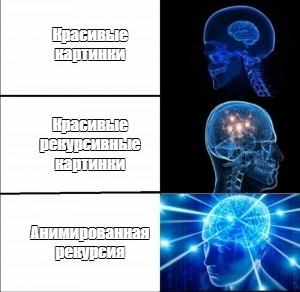 Красивые
картинки
Красивые
рекурсивные
картинки
Анимированная
рекурсия